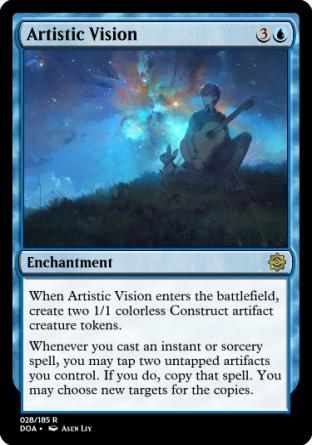 Artistic Vision 3
Enchantment
When Artistic Vision enters the battlefield,
create two 1/1 colorless Construct artifact
creature tokens.
Whenever you cast an instant or sorcery
spell, you may tap two untapped artifacts
you control. If you do, copy that spell. You
may choose new targets for the copies.
028/185 R
DOA • Asen Liy